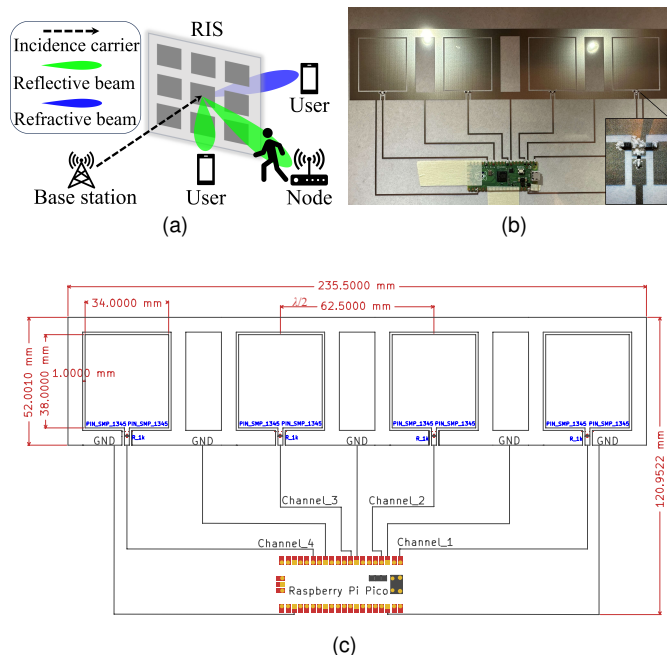 RIS
Incidence carrier
Reflective beam
Refractive beam
User
Base station
User
Node
(a)
(b)
235.5000 mm
34.0000 mm
λ/2
62.5000 mm
52.0010 mm
38.0000 mm
1.0000 mm
120.9522 mm
PIN_SMP_1345 PIN_SMP_1345
PIN_SMP_1345 PIN_SMP_1345
PIN_SMP_1345 PIN_SMP_1345
PIN_SMP_1345 PIN_SMP_1345
GND R_1k
GND
R_1k
GND
R_1k
GND
R_1k GND
Channel_3
Channel_2
Channel_4
Channel_1
Raspberry Pi Pico
(c)